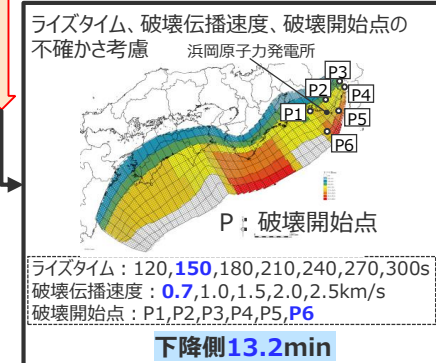 ライズタイム、破壊伝播速度、破壊開始点の
不確かさ考慮
浜岡原子力発電所
P3
P2
P4
P1
P5
P6
P：破壊開始点
ライズタイム：120,150,180,210,240,270,300s
破壊伝播速度：0.7,1.0,1.5,2.0,2.5km/s
破壊開始点：P1,P2,P3,P4,P5,P6
下降側13.2min